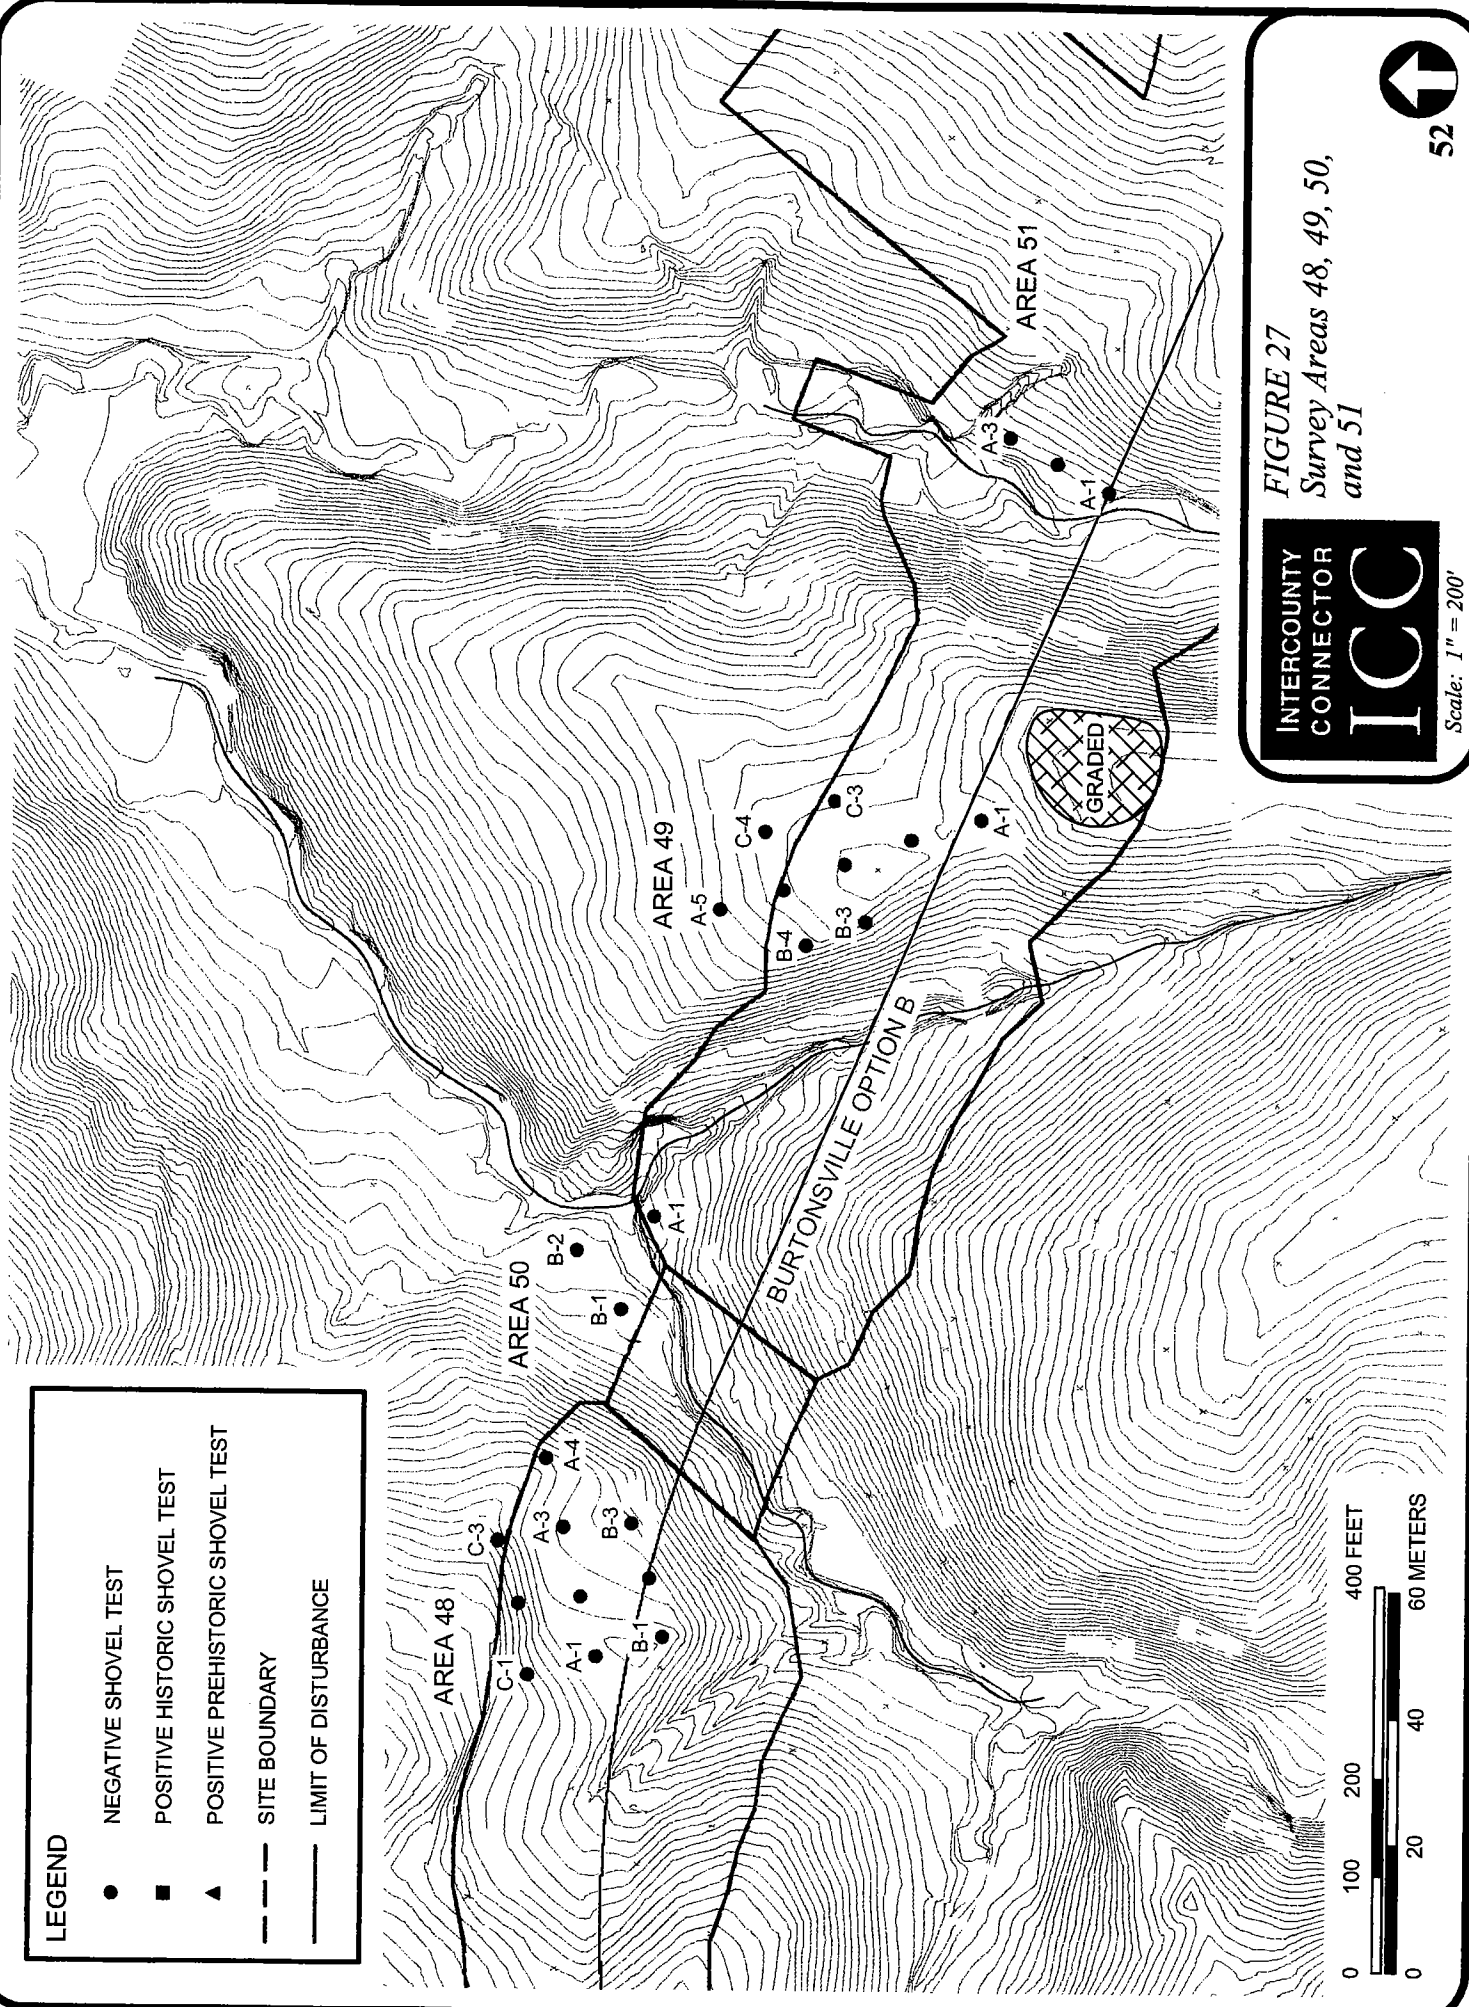 LEGEND
NEGATIVE SHOVEL TEST
POSITIVE HISTORIC SHOVEL TEST
POSITIVE PREHISTORIC SHOVEL TEST
SITE BOUNDARY
LIMIT OF DISTURBANCE
AREA 48
C-1
C-3
A-1
A-3
A-4
B-1
B-3
AREA 50
B-1
B-2
A-1
BURTONSVILLE OPTION B
AREA 49
A-5
C-4
B-4
B-3
C-3
A-1
GRADED
AREA 51
A-3
A-1
0 100 200 400 FEET
0 20 40 60 METERS
INTERCOUNTY
CONNECTOR
ICC
Scale: 1" = 200'
FIGURE 27
Survey Areas 48, 49, 50,
and 51
52